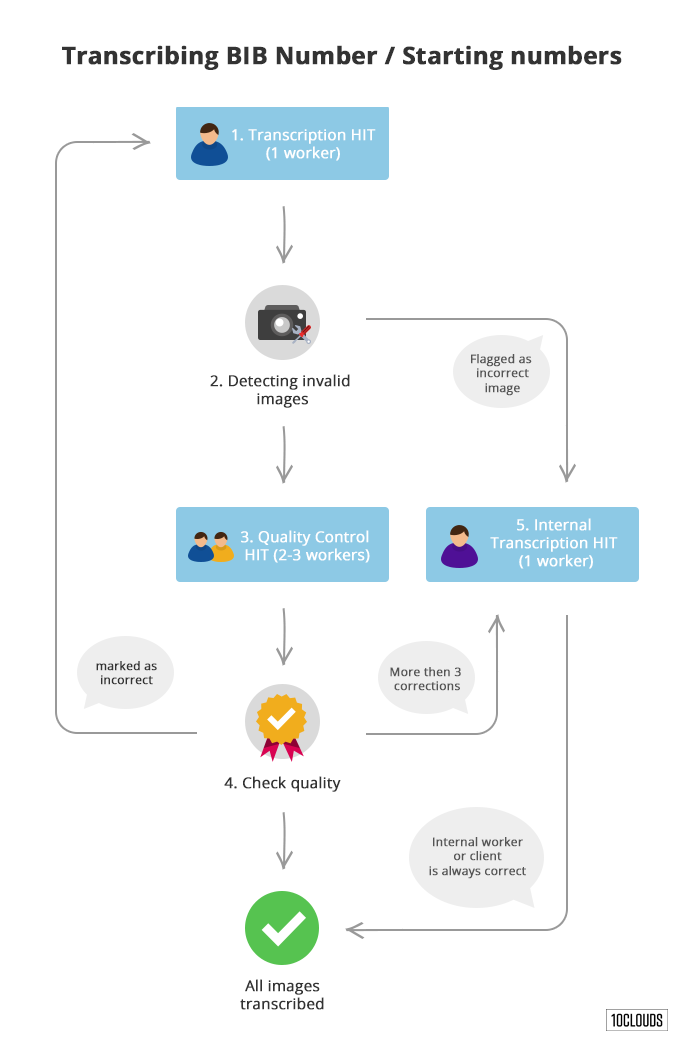 Transcribing BIB Number / Starting numbers
1. Transcription HIT
(1 worker)
2. Detecting invalid
images
Flagged as
incorrect
image
3. Quality Control
HIT (2-3 workers)
5. Internal
Transcription HIT
(1 worker)
marked as
incorrect
More then 3
corrections
4. Check quality
Internal worker
or client
is always correct
All images
transcribed
10CLOUDS